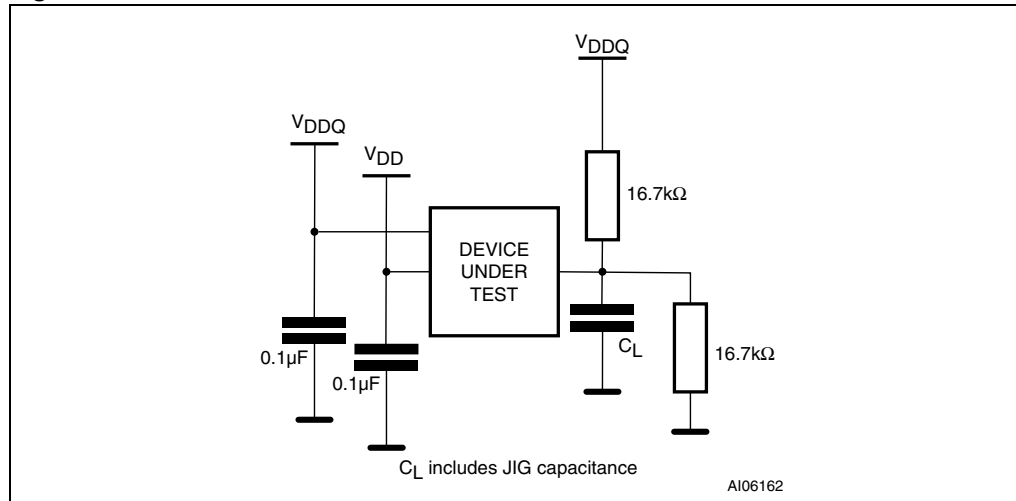 VDDQ
VDDQ
VDD
16.7kΩ
DEVICE
UNDER
TEST
0.1µF
0.1µF
CL
16.7kΩ
CL includes JIG capacitance
AI06162